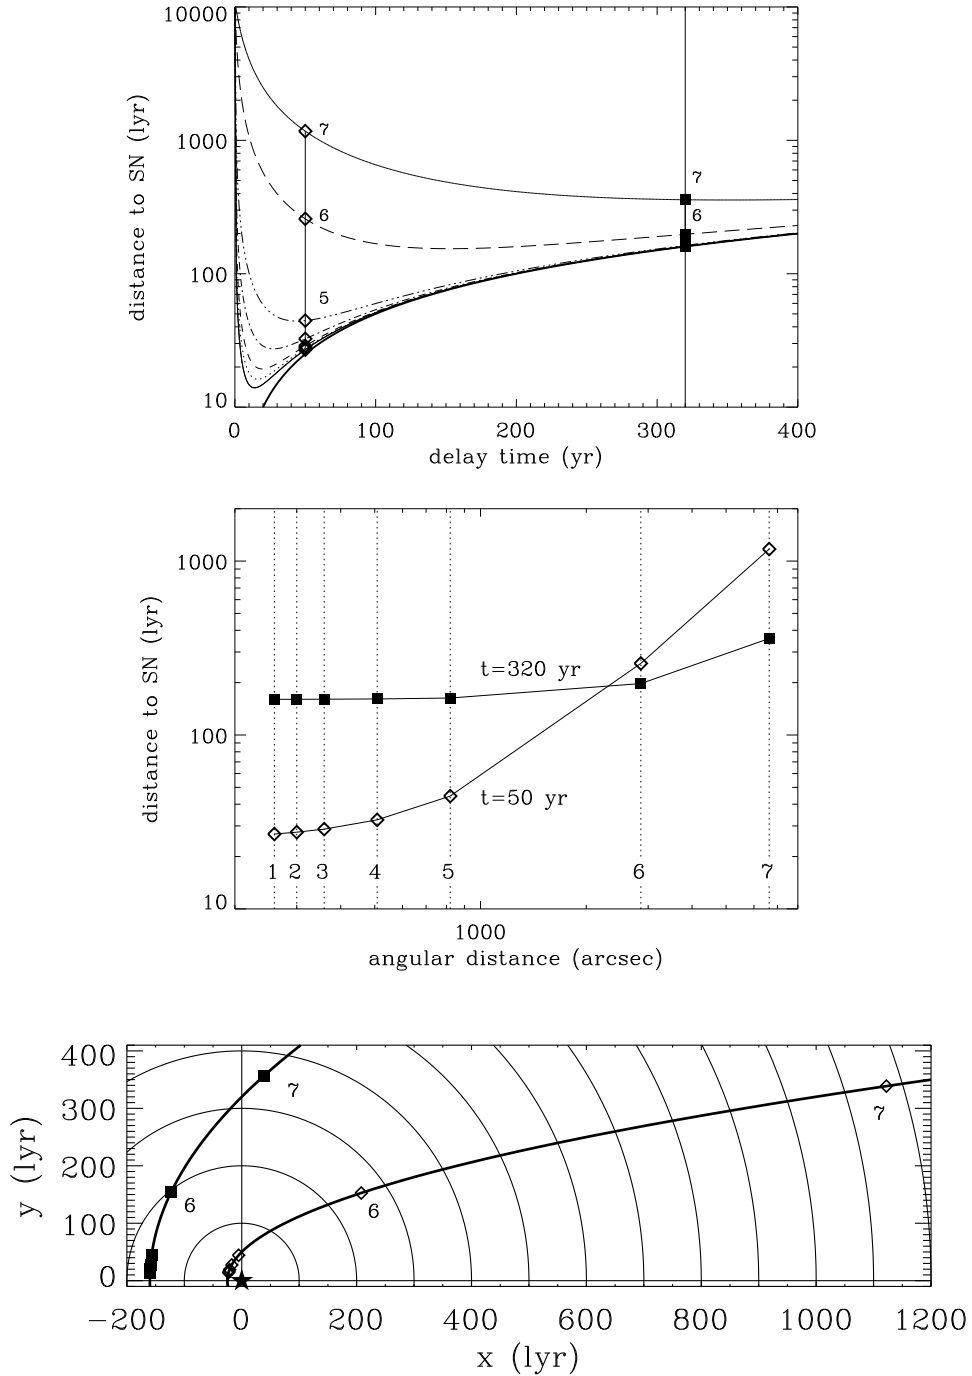 10000
1000
100
10
distance to SN (lyr)
7
6
5
7
6
0 100 200 300 400
delay time (yr)
1000
100
10
distance to SN (lyr)
t=320 yr
t=50 yr
1 2 3 4 5 6 7
1000
angular distance (arcsec)
400
300
200
100
0
y (lyr)
7
6
6
7
−200 0 200 400 600 800 1000 1200
x (lyr)